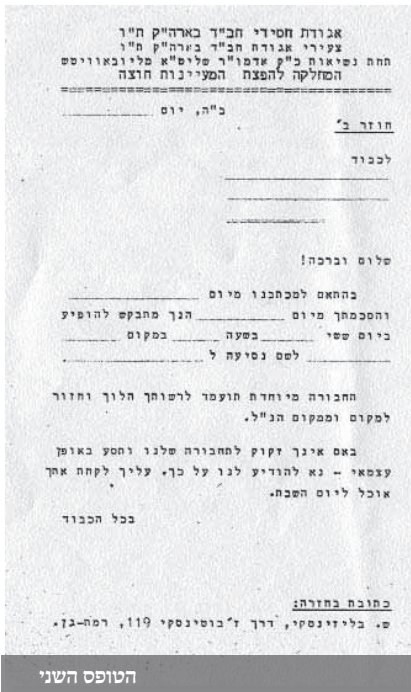 אגודת חסידי חב"ד בארה"ק ת"ו
צעירי אגודת חב"ד בארה"ק ת"ו
תחת נשיאות כ"ק אדמו"ר שליט"א מליובאוויטש
המחלקה להפצת המעיינות חוצה
ב"ה, יום
חוזר ב'
לכבוד
שלום וברכה!
בהתאם למכתבנו מיום
והסכמתך מיום הנך מתבקש להופיע
ביום ששי בשעה במקום
לשם נסיעה ל
תחבורה מיוחדת תועמד לרשותך הלוך וחזור
למקום וממקום הנ"ל.
באם אינך זקוק לתחבורה שלנו ותסע באופן
עצמאי - נא להודיע לנו על כך. עליך לקחת אתך
אוכל ליום השבת.
בכל הכבוד
כתובת בחזרה:
ש. בליזינסקי, דרך ז'בוטינסקי 119, רמת-גן.
הטופס השני